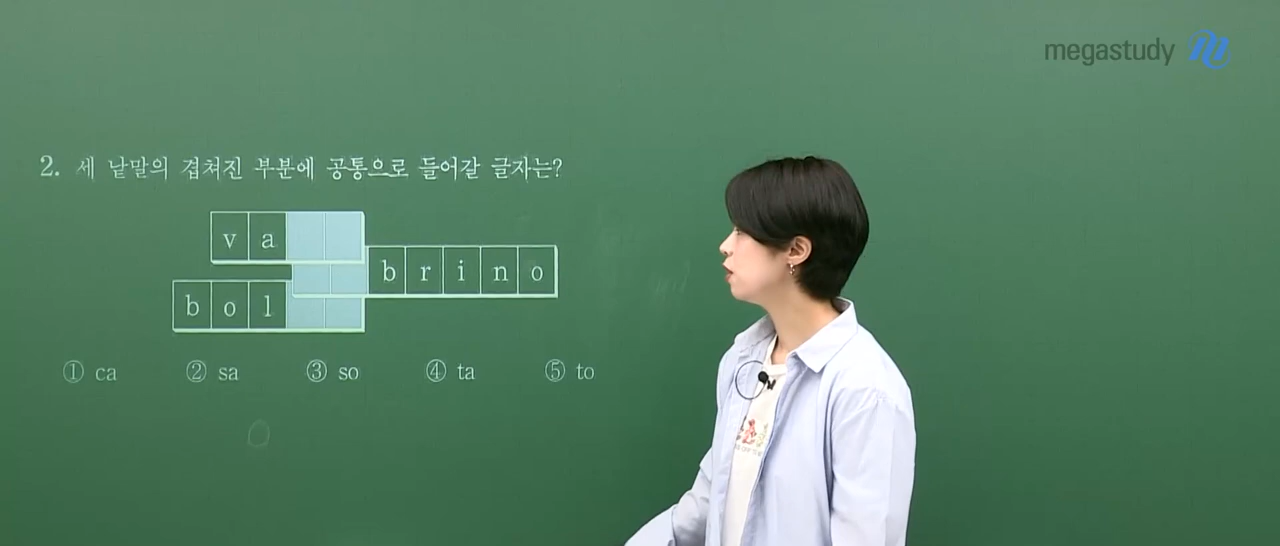 megastudy
2. 세 낱말의 겹쳐진 부분에 공통으로 들어갈 글자는?
v a
b r i n o
b o l
① ca ② sa ③ so ④ ta ⑤ to